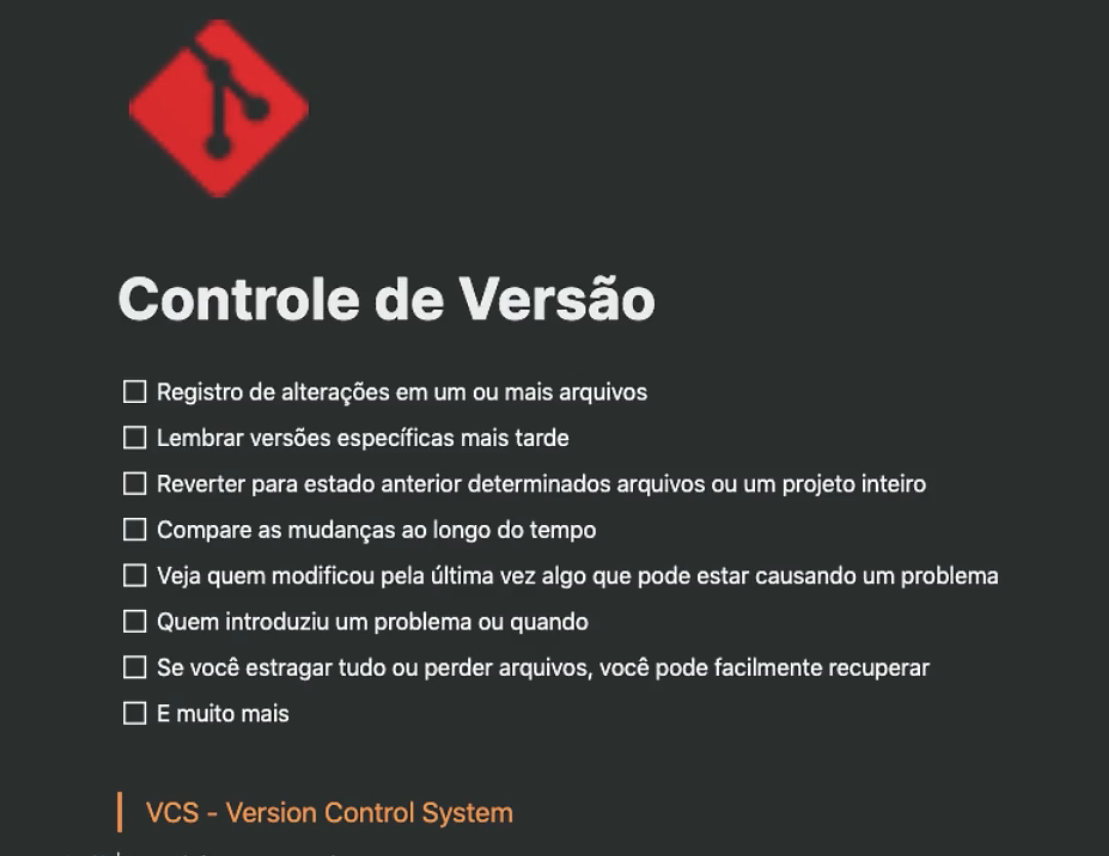 Controle de Versão
Registro de alterações em um ou mais arquivos
Lembrar versões específicas mais tarde
Reverter para estado anterior determinados arquivos ou um projeto inteiro
Compare as mudanças ao longo do tempo
Veja quem modificou pela última vez algo que pode estar causando um problema
Quem introduziu um problema ou quando
Se você estragar tudo ou perder arquivos, você pode facilmente recuperar
E muito mais
VCS - Version Control System